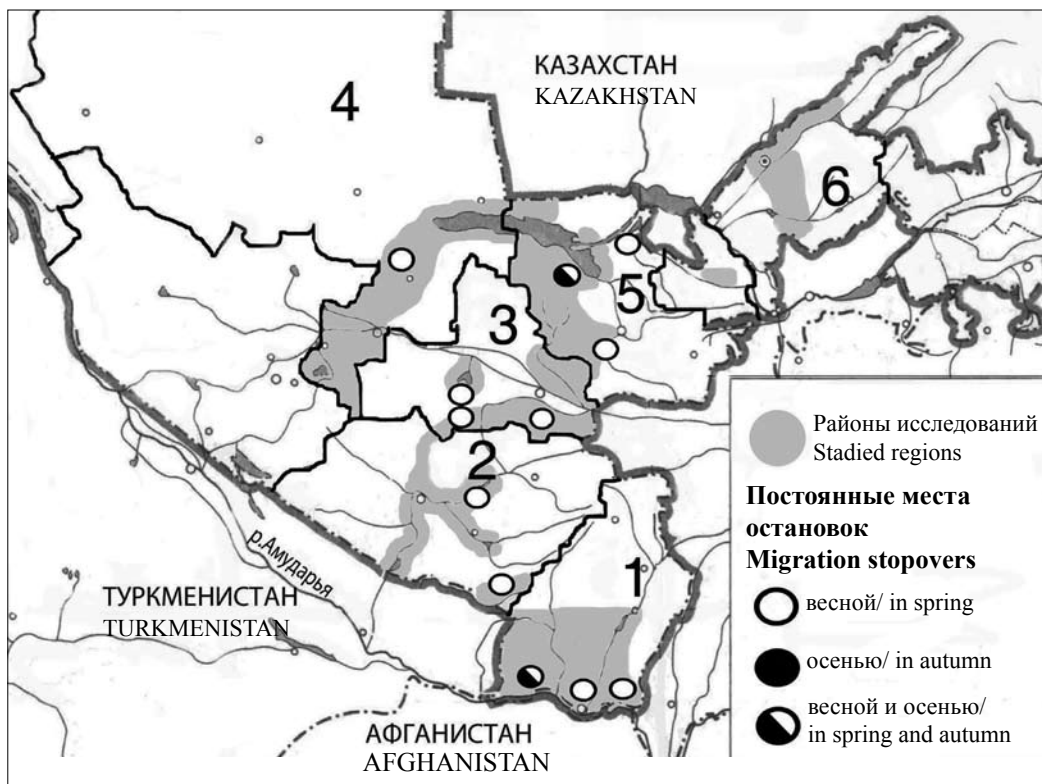 КАЗАХСТАН
KAZAKHSTAN
4
6
5
3
2
1
р.Амударья
ТУРКМЕНИСТАН
TURKMENISTAN
АФГАНИСТАН
AFGHANISTAN
Районы исследований
Stadied regions
Постоянные места
остановок
Migration stopovers
весной/ in spring
осенью/ in autumn
весной и осенью/
in spring and autumn